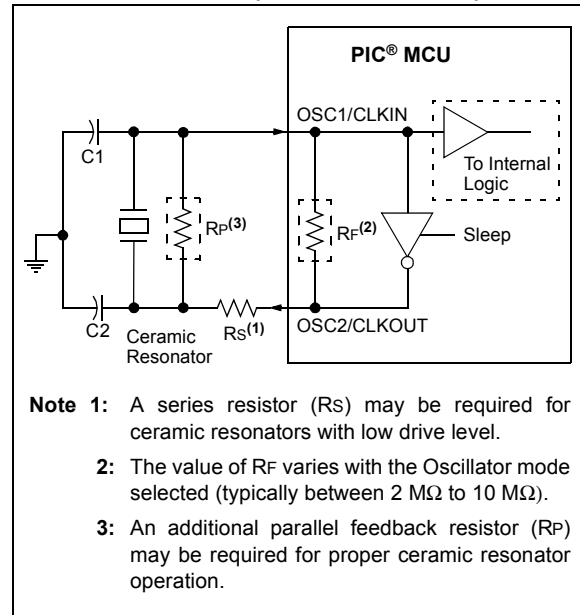 PIC® MCU
OSC1/CLKIN
C1
To Internal
Logic
RP(3)
RF(2)
Sleep
C2
Ceramic
Resonator
RS(1)
OSC2/CLKOUT
Note 1: A series resistor (RS) may be required for
ceramic resonators with low drive level.
2: The value of RF varies with the Oscillator mode
selected (typically between 2 MΩ to 10 MΩ).
3: An additional parallel feedback resistor (RP)
may be required for proper ceramic resonator
operation.